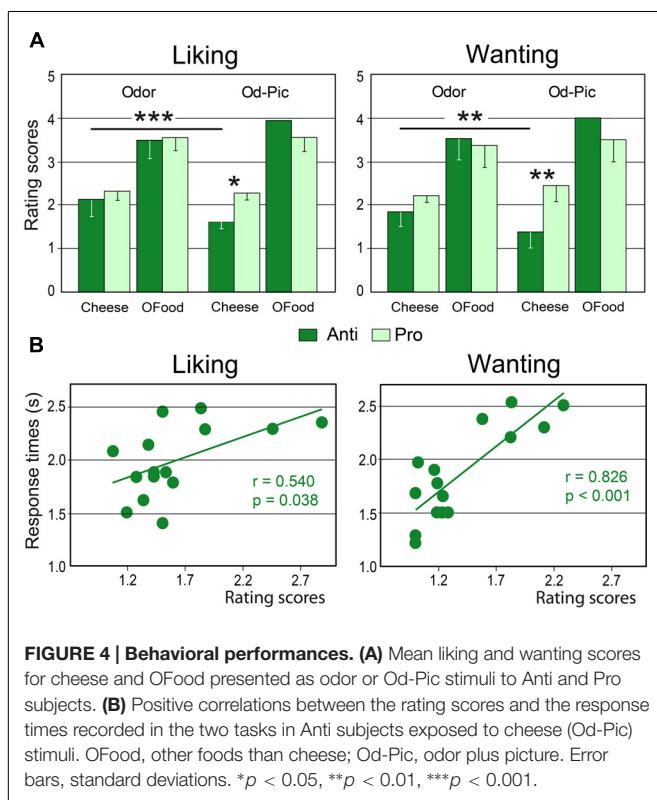 A
Liking
Wanting
Rating scores
5
4
3
2
1
0
Odor
Od-Pic
***
*
Cheese
OFood
Cheese
OFood
5
4
3
2
1
0
Odor
Od-Pic
**
**
Cheese
OFood
Cheese
OFood
Anti
Pro
B
Liking
Wanting
Response times (s)
2.5
2.0
1.5
1.0
r = 0.540
p = 0.038
1.2
1.7
2.2
2.7
Rating scores
2.5
2.0
1.5
1.0
r = 0.826
p < 0.001
1.2
1.7
2.2
2.7
Rating scores
FIGURE 4 | Behavioral performances. (A) Mean liking and wanting scores
for cheese and OFood presented as odor or Od-Pic stimuli to Anti and Pro
subjects. (B) Positive correlations between the rating scores and the response
times recorded in the two tasks in Anti subjects exposed to cheese (Od-Pic)
stimuli. OFood, other foods than cheese; Od-Pic, odor plus picture. Error
bars, standard deviations. *p < 0.05, **p < 0.01, ***p < 0.001.